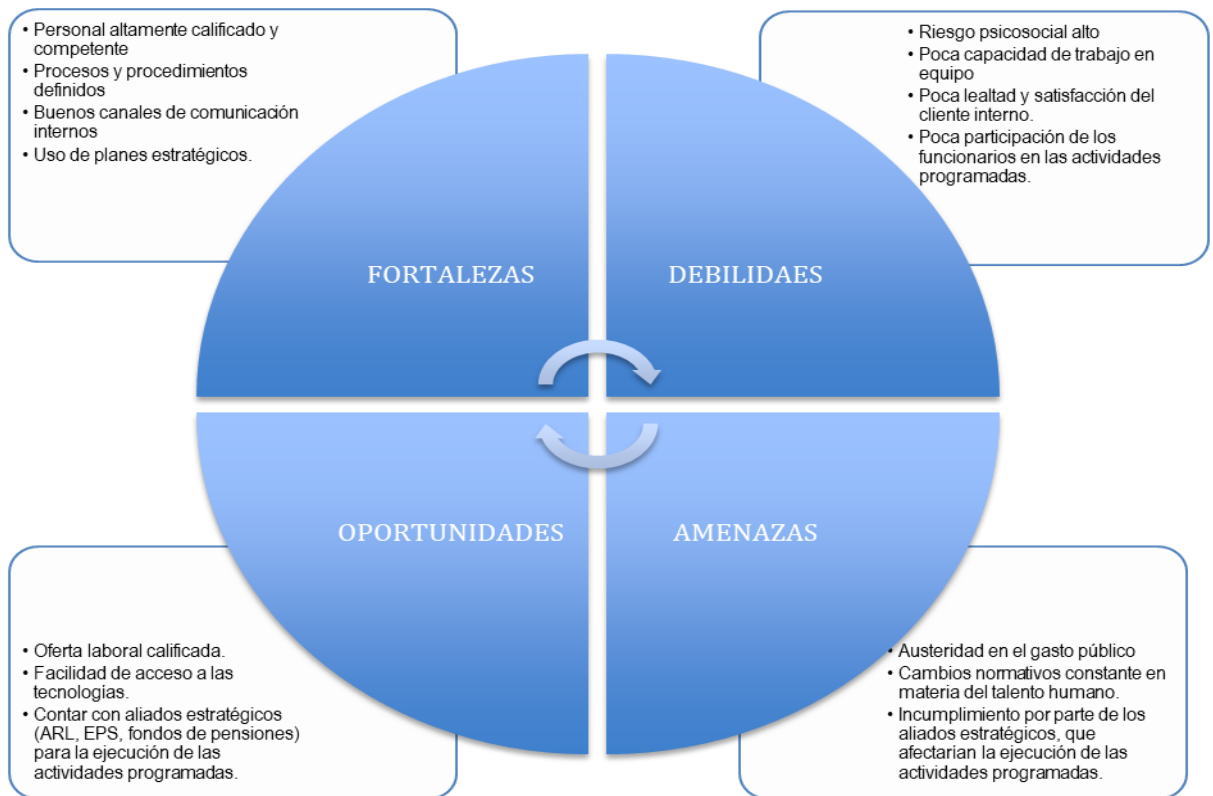 • Personal altamente calificado y
competente
• Procesos y procedimientos
definidos
• Buenos canales de comunicación
internos
• Uso de planes estratégicos.
• Riesgo psicosocial alto
• Poca capacidad de trabajo en
equipo
• Poca lealtad y satisfacción del
cliente interno.
• Poca participación de los
funcionarios en las actividades
programadas.
FORTALEZAS
DEBILIDAES
OPORTUNIDADES
AMENAZAS
• Oferta laboral calificada.
• Facilidad de acceso a las
tecnologías.
• Contar con aliados estratégicos
(ARL, EPS, fondos de pensiones)
para la ejecución de las
actividades programadas.
• Austeridad en el gasto público
• Cambios normativos constante en
materia del talento humano.
• Incumplimiento por parte de los
aliados estratégicos, que
afectarían la ejecución de las
actividades programadas.